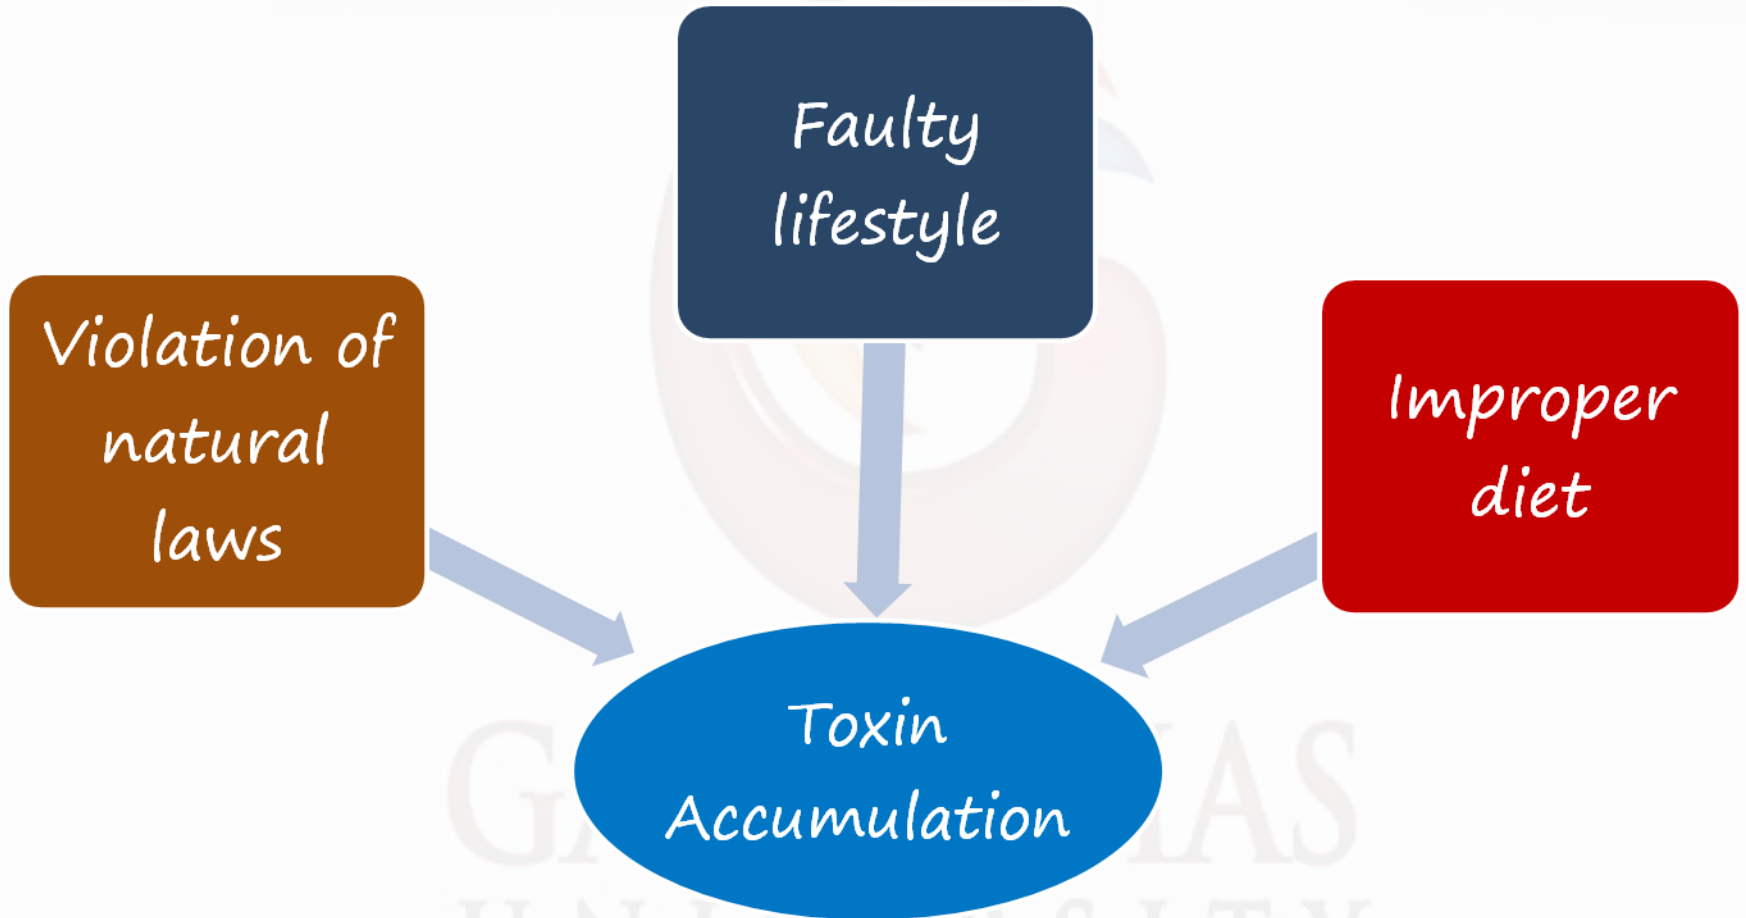 Faulty
lifestyle
Violation of
natural
laws
Improper
diet
Toxin
Accumulation